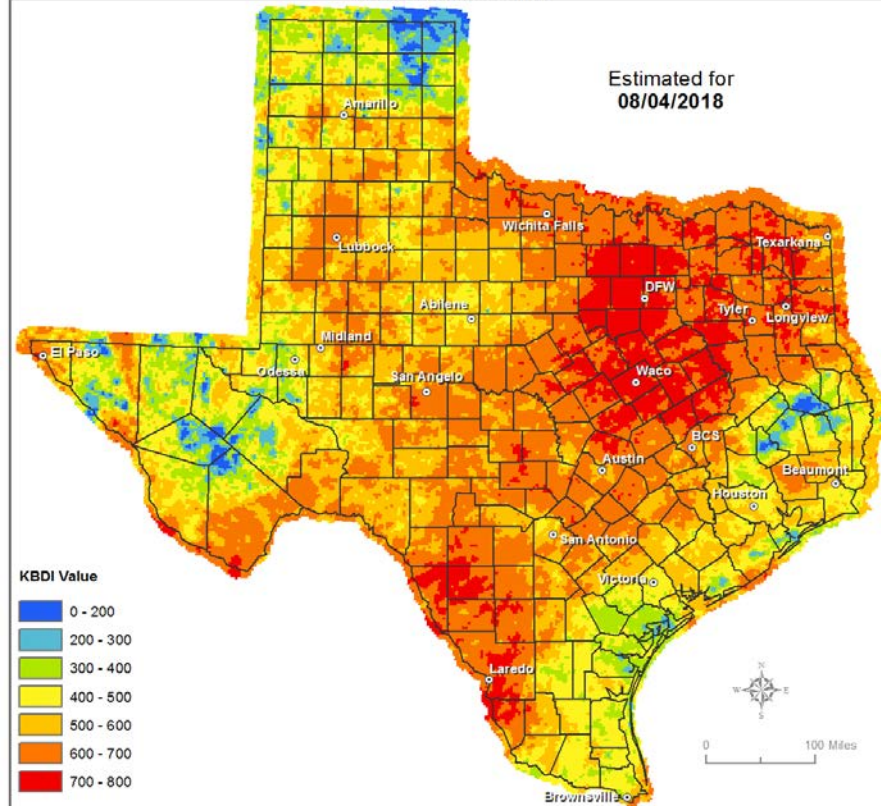 Estimated for
08/04/2018
Amarillo
Wichita Falls
Texarkana
Lubbock
DFW
Abilene
Tyler
Longview
Midland
El Paso
Odessa
San Angelo
Waco
BCS
Austin
Beaumont
Houston
San Antonio
Victoria
KBDI Value
0 - 200
200 - 300
300 - 400
400 - 500
500 - 600
600 - 700
700 - 800
Laredo
N
W E
S
0 100 Miles
Brownsville